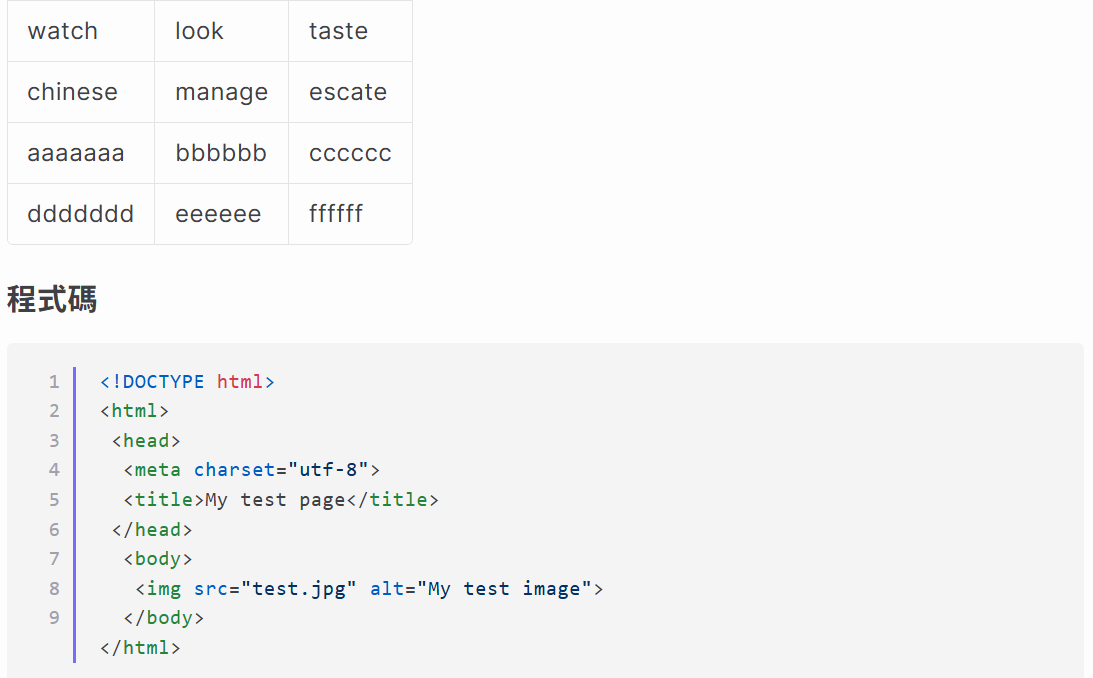 watch look taste
chinese manage escate
aaaaaaa bbbbbb cccccc
ddddddd eeeeee ffffff
程式碼
1 <!DOCTYPE html>
2 <html>
3  <head>
4   <meta charset="utf-8">
5   <title>My test page</title>
6  </head>
7   <body>
8    <img src="test.jpg" alt="My test image">
9   </body>
</html>